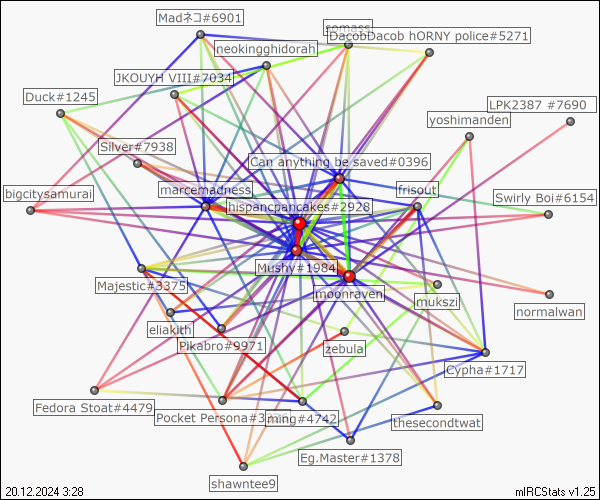 Madネコ#6901
DacobDacob hORNY police#5271
neokingghidorah
JKOUYH VIII#7034
Duck#1245
LPK2387 #7690
yoshimanden
Silver#7938
Can anything be saved#0396
bigcitysamurai
marcemadness
frisout
Swirly Boi#6154
hispancpancakes#2928
Mushy#1984
Majestic#3375
moonraven
mukszi
normalwan
eliakith
Pikabro#9971
zebula
Cypha#1717
Fedora Stoat#4479
Pocket Persona#3
ming#4742
thesecondtwat
Eg.Master#1378
shawntee9
20.12.2024 3:28
mIRCStats v1.25